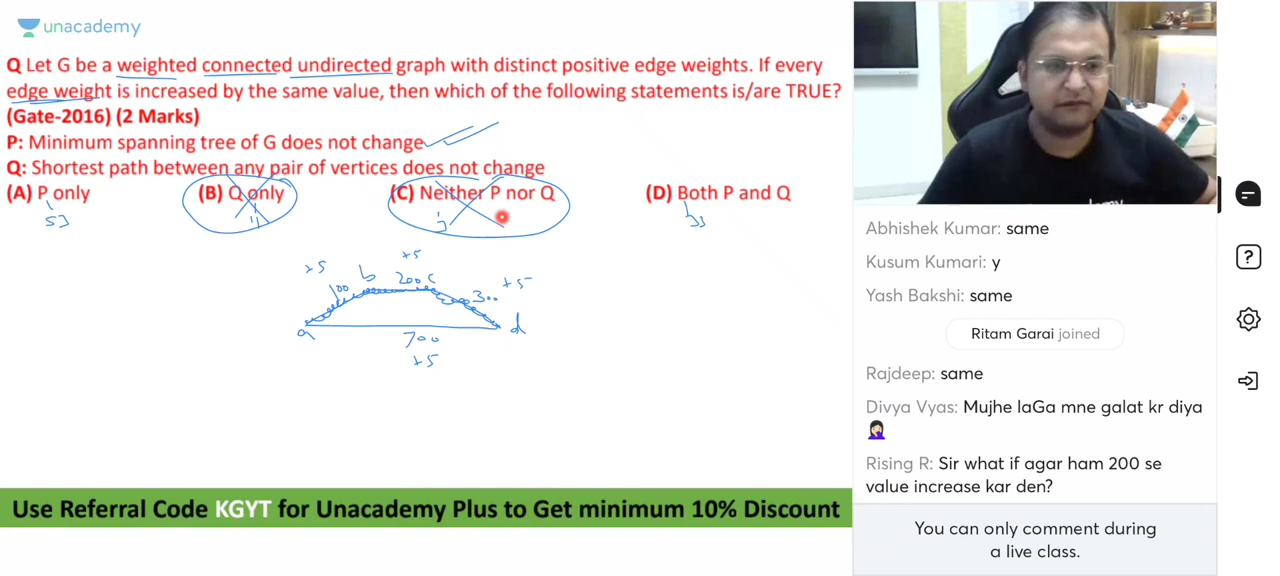 unacademy
Q Let G be a weighted connected undirected graph with distinct positive edge weights. If every
edge weight is increased by the same value, then which of the following statements is/are TRUE?
(Gate-2016) (2 Marks)
P: Minimum spanning tree of G does not change
Q: Shortest path between any pair of vertices does not change
(A) P only (B) Q only (C) Neither P nor Q (D) Both P and Q
53
+5 b +5 +5
100 200 c 300
a d
700
+5
Use Referral Code KGYT for Unacademy Plus to Get minimum 10% Discount
Abhishek Kumar: same
Kusum Kumari: y
Yash Bakshi: same
Ritam Garai joined
Rajdeep: same
Divya Vyas: Mujhe laGa mne galat kr diya
🤦🏻‍♀️
Rising R: Sir what if agar ham 200 se
value increase kar den?
You can only comment during
a live class.
?